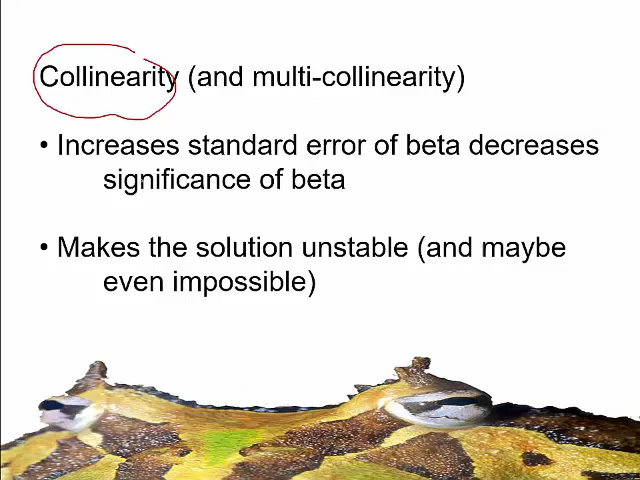 Collinearity (and multi-collinearity)
• Increases standard error of beta decreases
significance of beta
• Makes the solution unstable (and maybe
even impossible)